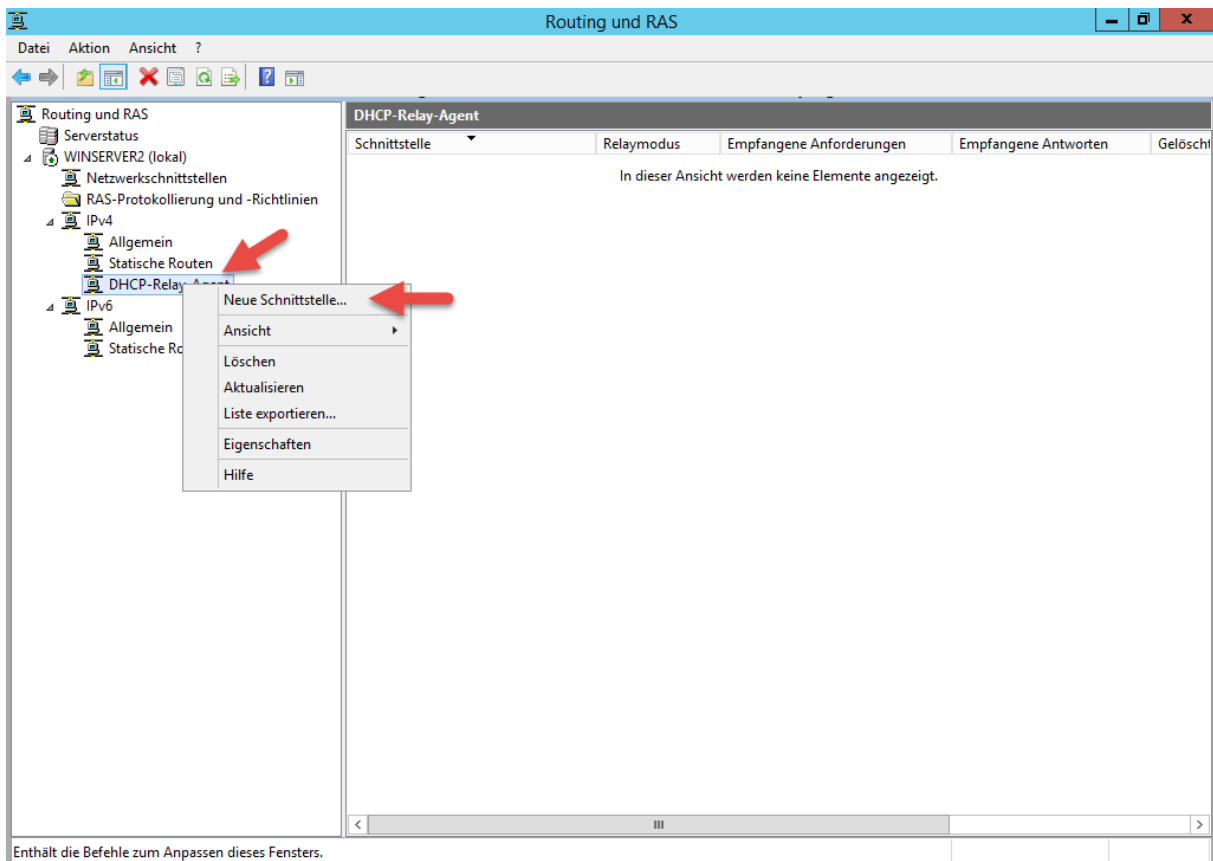 Routing und RAS
Datei Aktion Ansicht ?
Routing und RAS
Serverstatus
WINSERVER2 (lokal)
Netzwerkschnittstellen
RAS-Protokollierung und -Richtlinien
IPv4
Allgemein
Statische Routen
DHCP-Relay-Agent
IPv6
Allgemein
Statische Ro
Neue Schnittstelle...
Ansicht
Löschen
Aktualisieren
Liste exportieren...
Eigenschaften
Hilfe
DHCP-Relay-Agent
Schnittstelle Relaymodus Empfangene Anforderungen Empfangene Antworten Gelöscht
In dieser Ansicht werden keine Elemente angezeigt.
Enthält die Befehle zum Anpassen dieses Fensters.